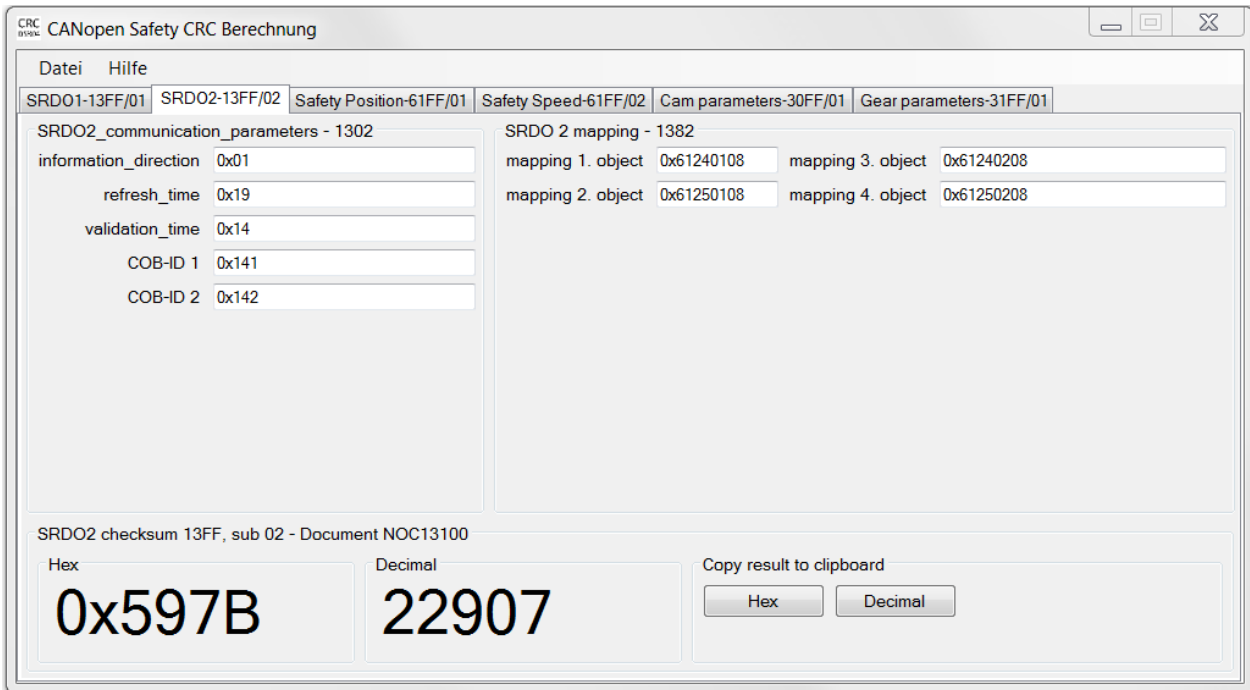 CRC CANopen Safety CRC Berechnung
Datei Hilfe
SRDO1-13FF/01 SRDO2-13FF/02 Safety Position-61FF/01 Safety Speed-61FF/02 Cam parameters-30FF/01 Gear parameters-31FF/01
SRDO2_communication_parameters - 1302
information_direction 0x01
refresh_time 0x19
validation_time 0x14
COB-ID 1 0x141
COB-ID 2 0x142
SRDO 2 mapping - 1382
mapping 1. object 0x61240108 mapping 3. object 0x61240208
mapping 2. object 0x61250108 mapping 4. object 0x61250208
SRDO2 checksum 13FF, sub 02 - Document NOC13100
Hex
0x597B
Decimal
22907
Copy result to clipboard
Hex Decimal